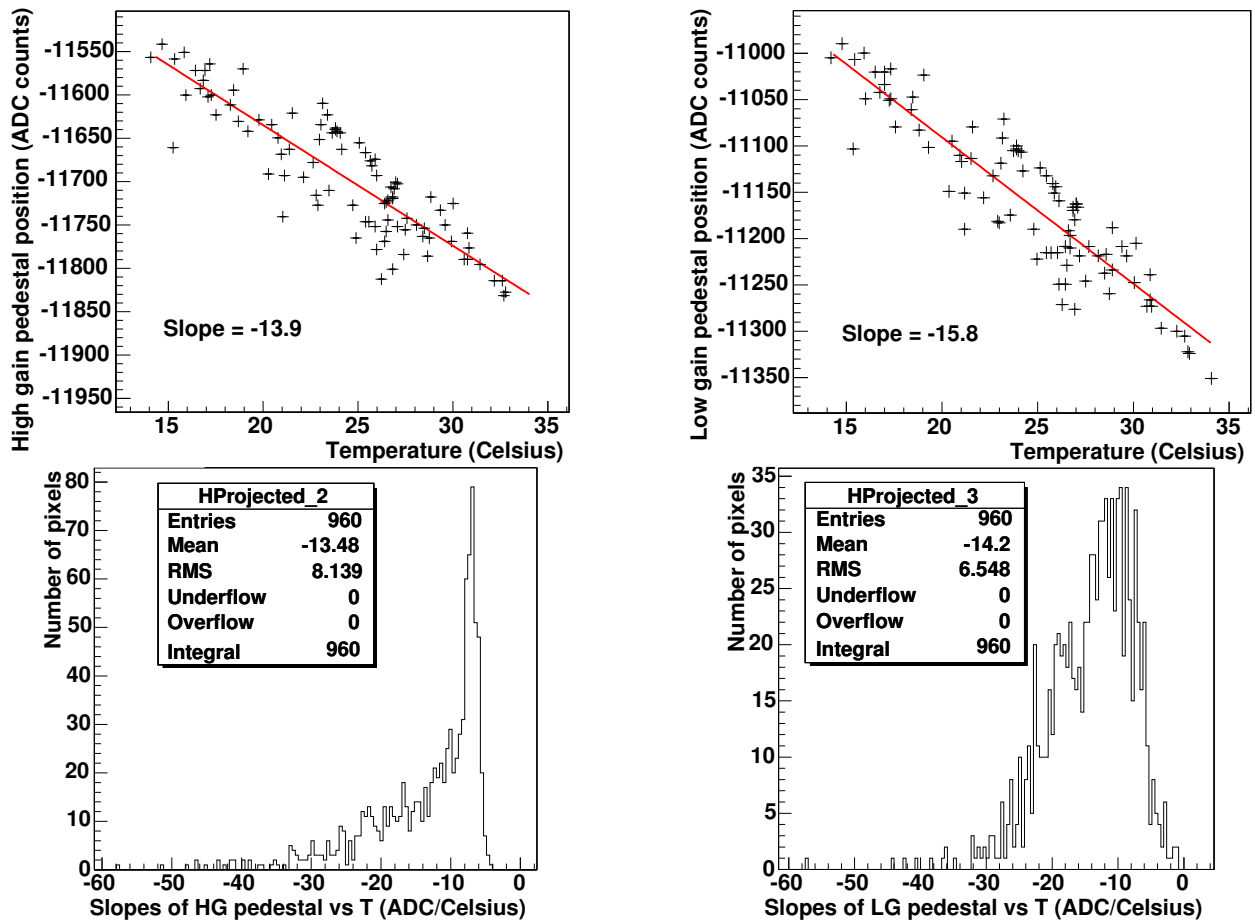 High gain pedestal position (ADC counts)
-11550
-11600
-11650
-11700
-11750
-11800
-11850
-11900
-11950
Slope = -13.9
15 20 25 30 35
Temperature (Celsius)
Low gain pedestal position (ADC counts)
-11000
-11050
-11100
-11150
-11200
-11250
-11300
-11350
Slope = -15.8
15 20 25 30 35
Temperature (Celsius)
Number of pixels
80
70
60
50
40
30
20
10
0
HProjected_2
Entries 960
Mean -13.48
RMS 8.139
Underflow 0
Overflow 0
Integral 960
-60 -50 -40 -30 -20 -10 0
Slopes of HG pedestal vs T (ADC/Celsius)
Number of pixels
35
30
25
20
15
10
5
0
HProjected_3
Entries 960
Mean -14.2
RMS 6.548
Underflow 0
Overflow 0
Integral 960
-60 -50 -40 -30 -20 -10 0
Slopes of LG pedestal vs T (ADC/Celsius)